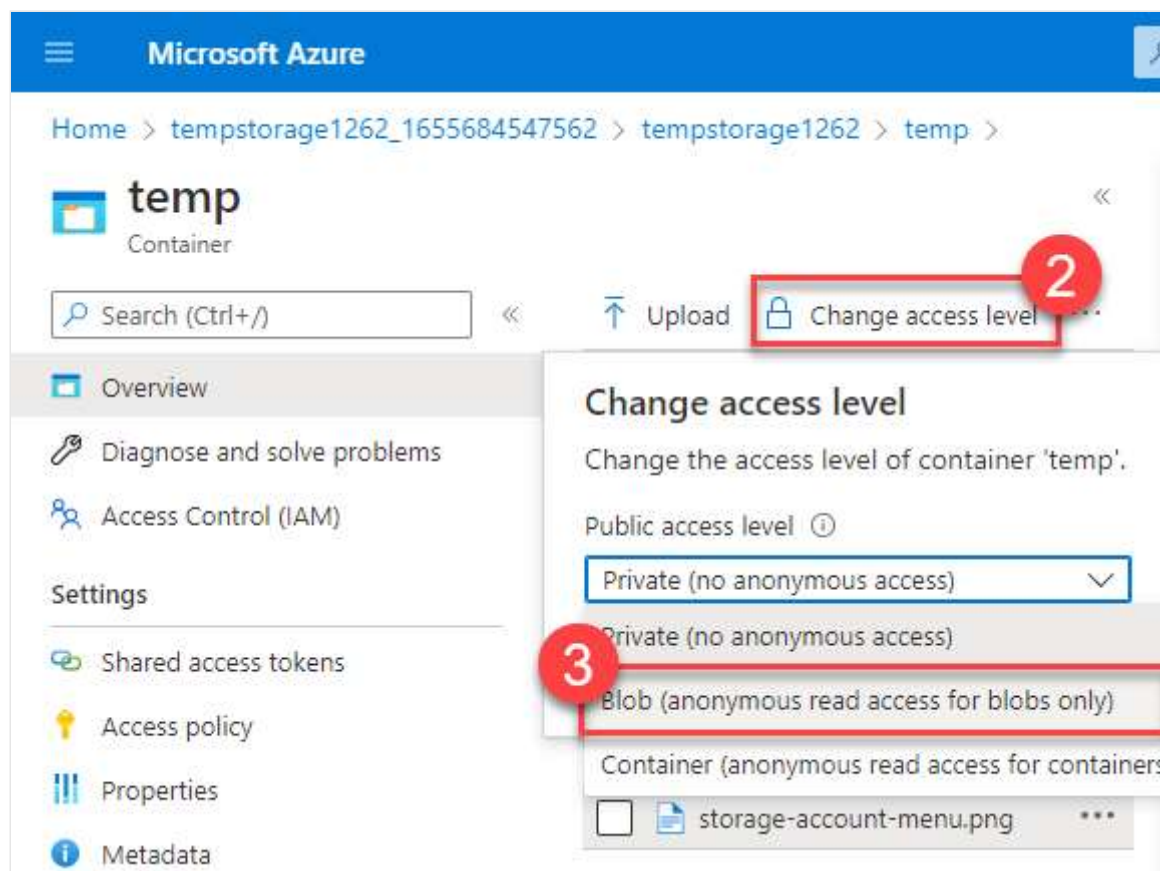 Microsoft Azure
Home > tempstorage1262_1655684547562 > tempstorage1262 > temp >
temp
«
Container
2
Search (Ctrl+/)
«
Upload
Change access level
...
Overview
Change access level
Diagnose and solve problems
Change the access level of container 'temp'.
Access Control (IAM)
Public access level
Private (no anonymous access)
Settings
Private (no anonymous access)
3
Shared access tokens
Blob (anonymous read access for blobs only)
Access policy
Container (anonymous read access for containers
Properties
storage-account-menu.png
...
Metadata